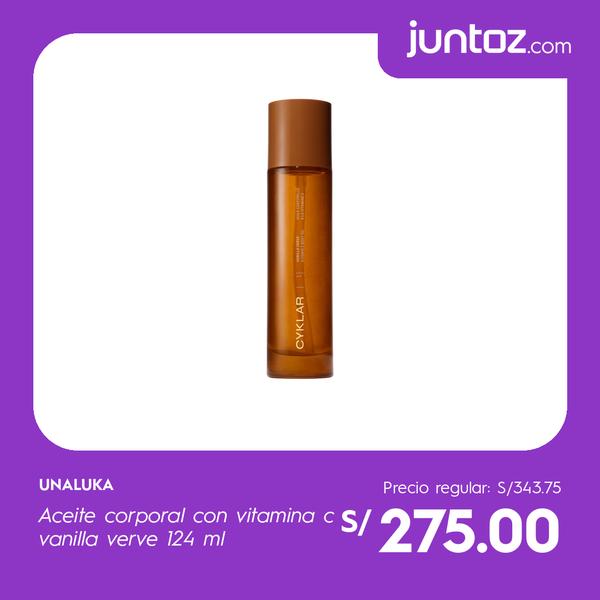 juntoz.com
CYKLAR
UNALUKA
Aceite corporal con vitamina c
vanilla verve 124 ml
Precio regular: S/343.75
S/ 275.00